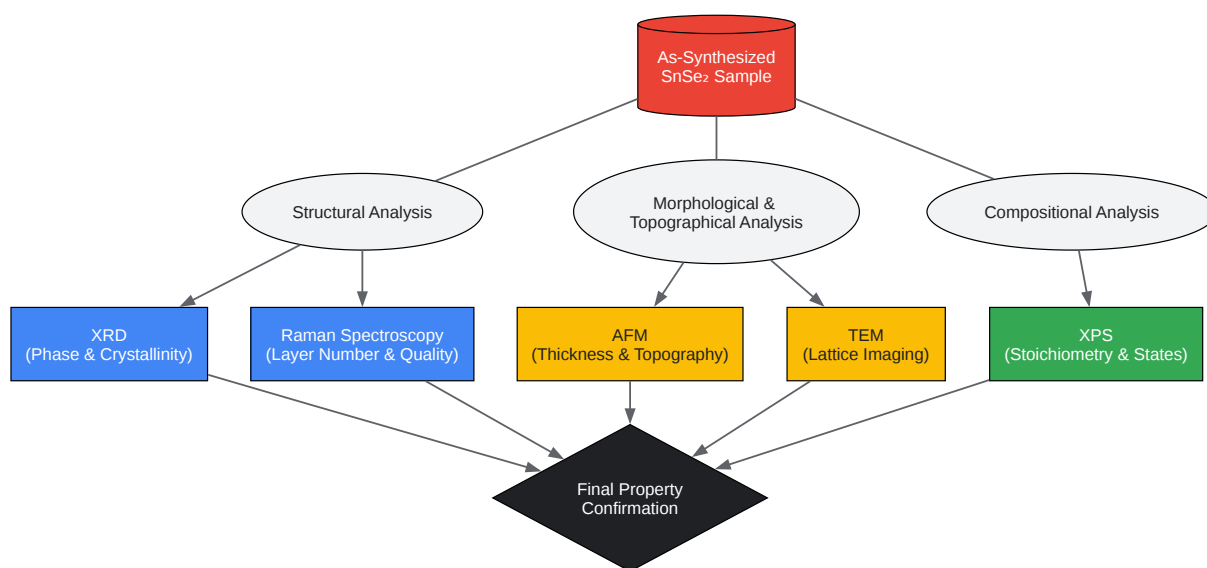 As-Synthesized
SnSe₂ Sample
Structural Analysis
Morphological &
Topographical Analysis
Compositional Analysis
XRD
(Phase & Crystallinity)
Raman Spectroscopy
(Layer Number & Quality)
AFM
(Thickness & Topography)
TEM
(Lattice Imaging)
XPS
(Stoichiometry & States)
Final Property
Confirmation